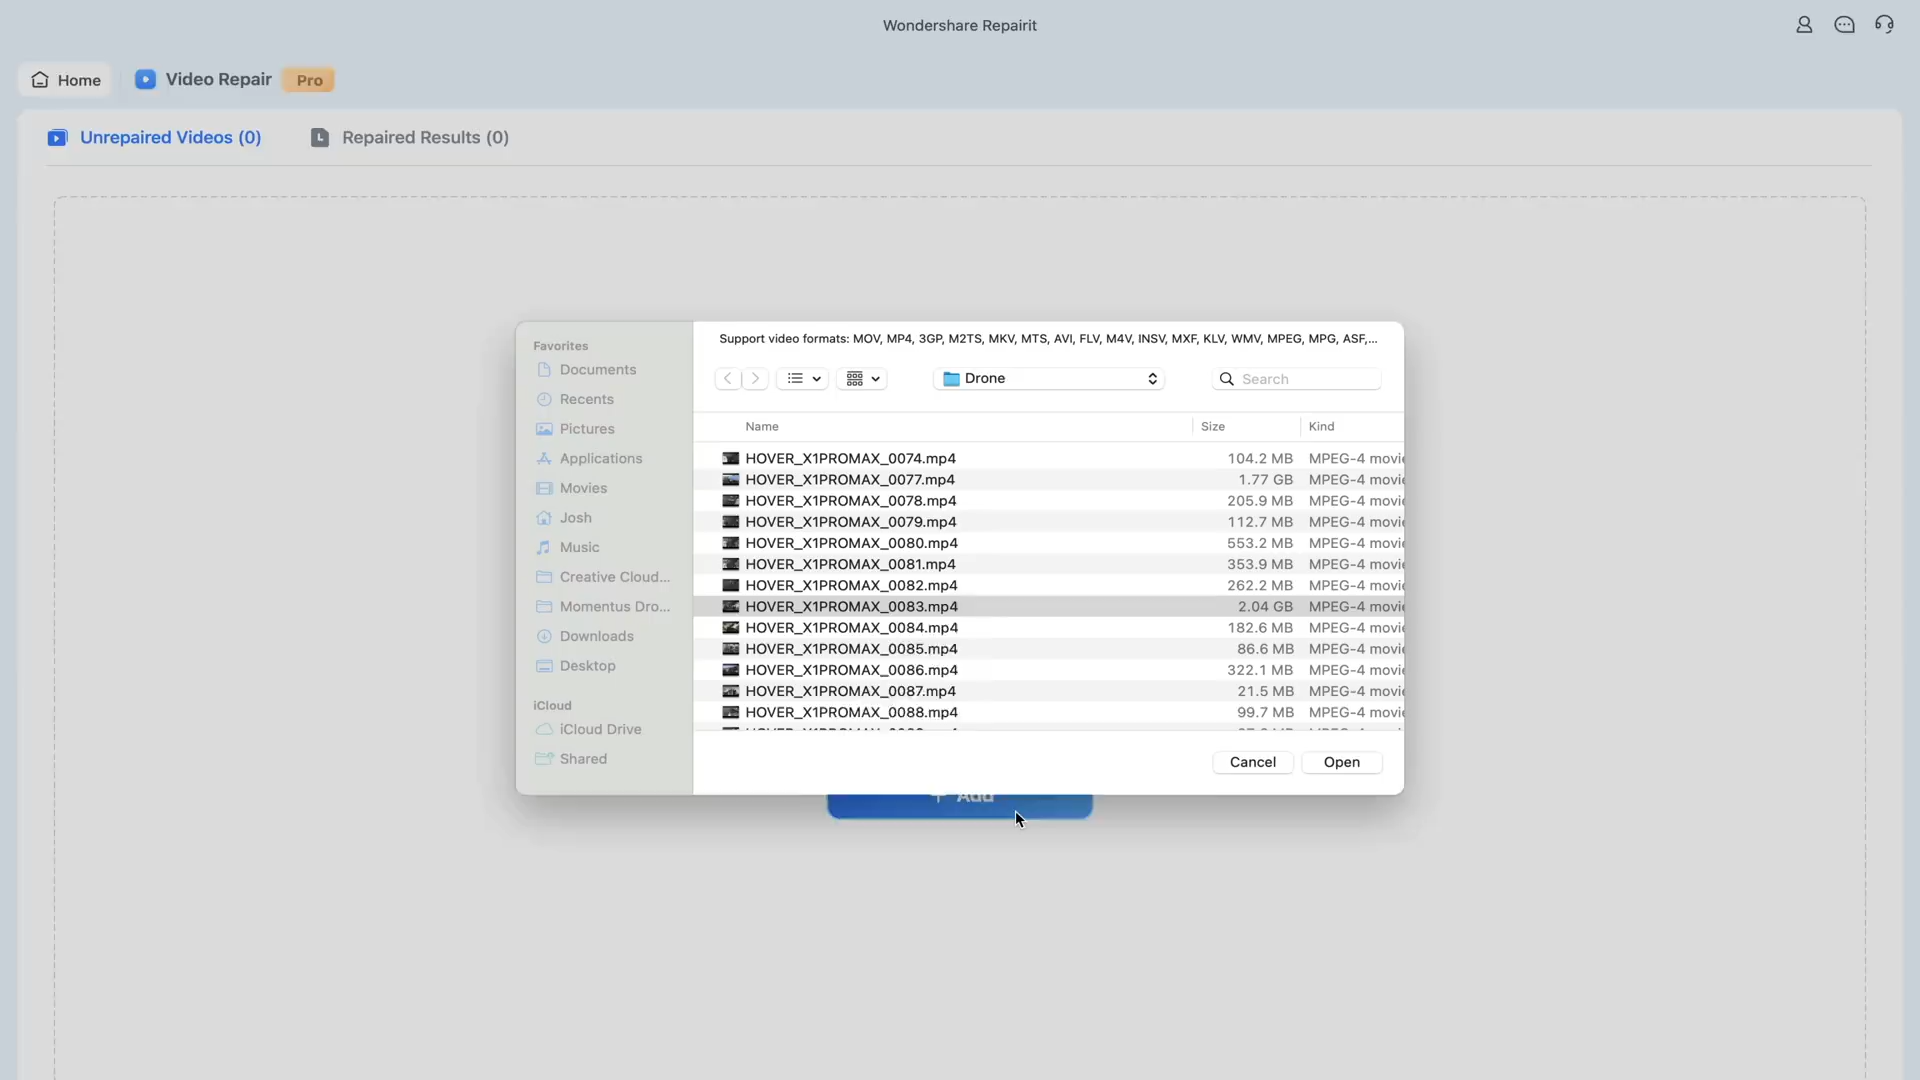 Wondershare Repairit
Home
Video Repair
Pro
Unrepaired Videos (0)
Repaired Results (0)
Support video formats: MOV, MP4, 3GP, M2TS, MKV, MTS, AVI, FLV, M4V, INSV, MXF, KLV, WMV, MPEG, MPG, ASF,...
Favorites
Documents
Recents
Pictures
Applications
Movies
Josh
Music
Creative Cloud...
Momentus Dro...
Downloads
Desktop
iCloud
iCloud Drive
Shared
Drone
Search
Name Size Kind
HOVER_X1PROMAX_0074.mp4 104.2 MB MPEG-4 movie
HOVER_X1PROMAX_0077.mp4 1.77 GB MPEG-4 movie
HOVER_X1PROMAX_0078.mp4 205.9 MB MPEG-4 movie
HOVER_X1PROMAX_0079.mp4 112.7 MB MPEG-4 movie
HOVER_X1PROMAX_0080.mp4 553.2 MB MPEG-4 movie
HOVER_X1PROMAX_0081.mp4 353.9 MB MPEG-4 movie
HOVER_X1PROMAX_0082.mp4 262.2 MB MPEG-4 movie
HOVER_X1PROMAX_0083.mp4 2.04 GB MPEG-4 movie
HOVER_X1PROMAX_0084.mp4 182.6 MB MPEG-4 movie
HOVER_X1PROMAX_0085.mp4 86.6 MB MPEG-4 movie
HOVER_X1PROMAX_0086.mp4 322.1 MB MPEG-4 movie
HOVER_X1PROMAX_0087.mp4 21.5 MB MPEG-4 movie
HOVER_X1PROMAX_0088.mp4 99.7 MB MPEG-4 movie
Cancel
Open
+ Add